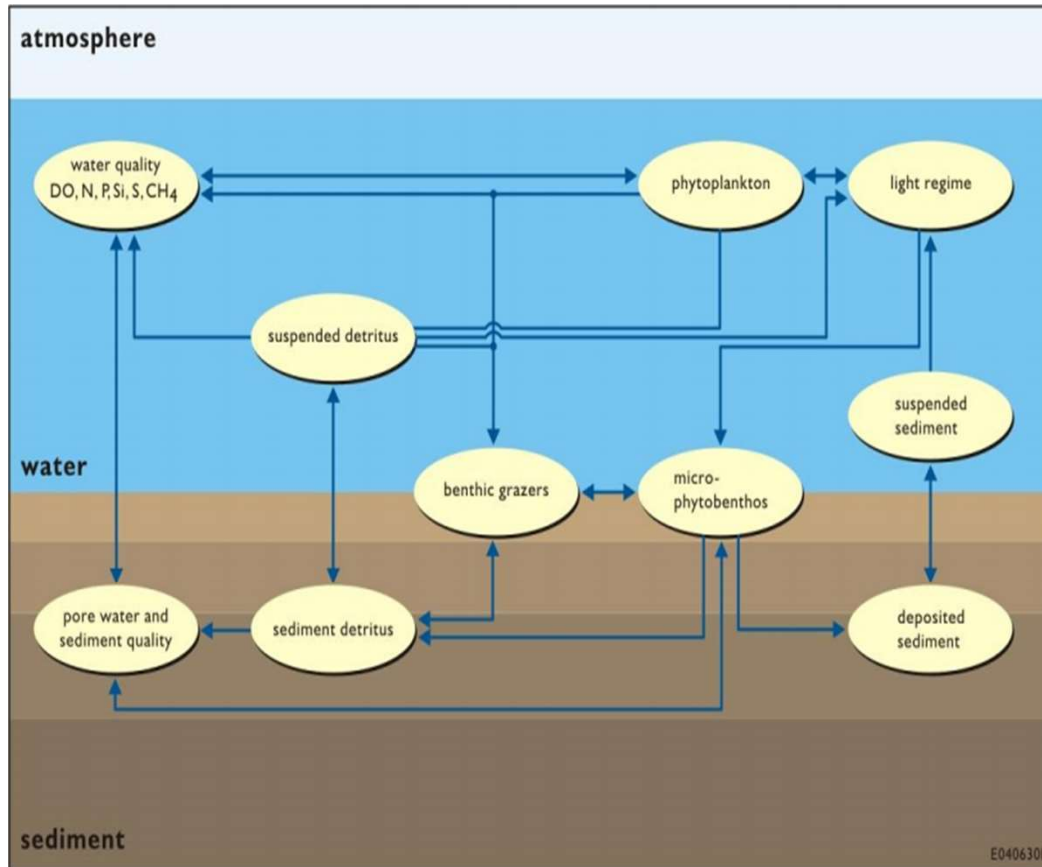 atmosphere
water quality
DO, N, P, Si, S, CH4
phytoplankton
light regime
suspended detritus
suspended
sediment
water
benthic grazers
micro-
phytobenthos
pore water and
sediment quality
sediment detritus
deposited
sediment
sediment